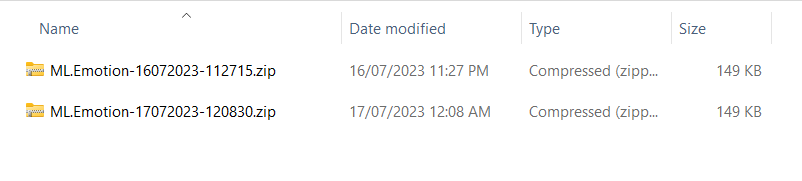 Name Date modified Type Size
ML.Emotion-16072023-112715.zip 16/07/2023 11:27 PM Compressed (zipp... 149 KB
ML.Emotion-17072023-120830.zip 17/07/2023 12:08 AM Compressed (zipp... 149 KB